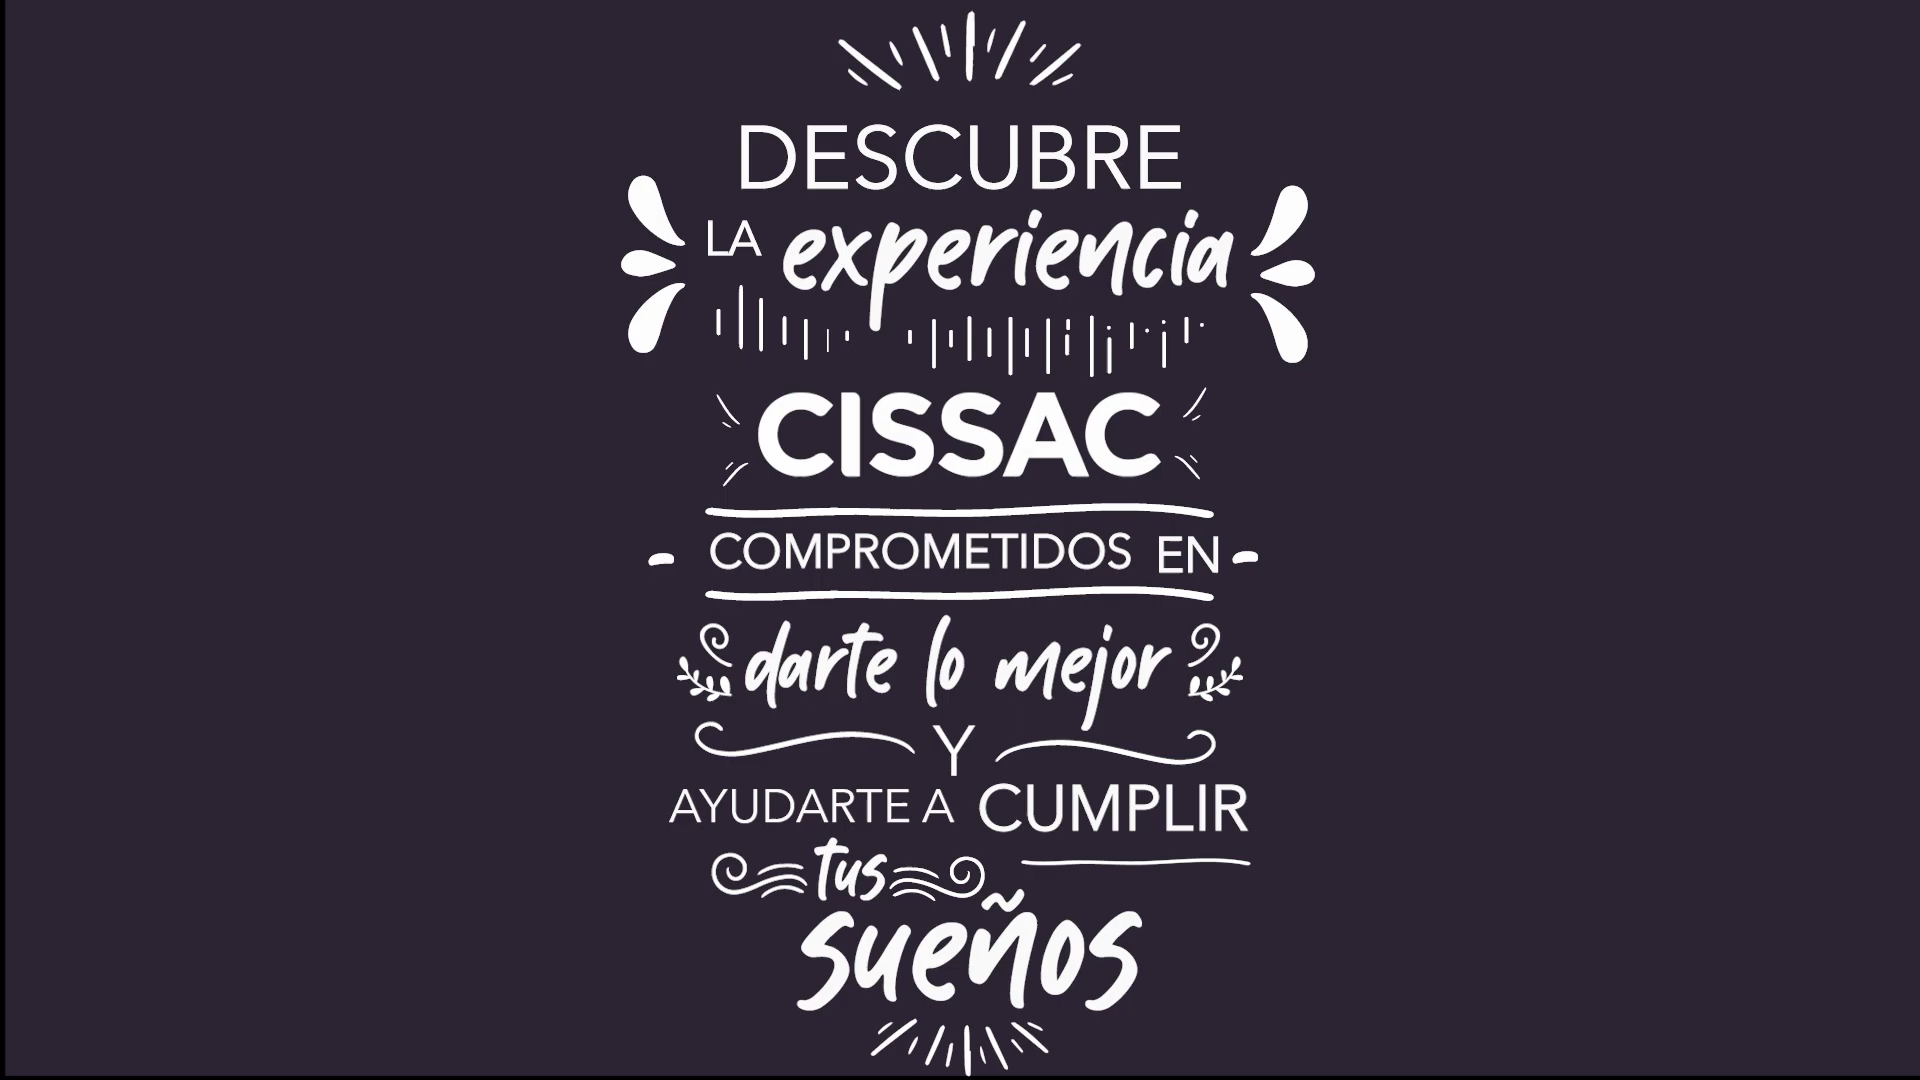 DESCUBRE
LA experiencia
CISSAC
COMPROMETIDOS EN
darte lo mejor
Y
AYUDARTE A CUMPLIR
tus
sueños